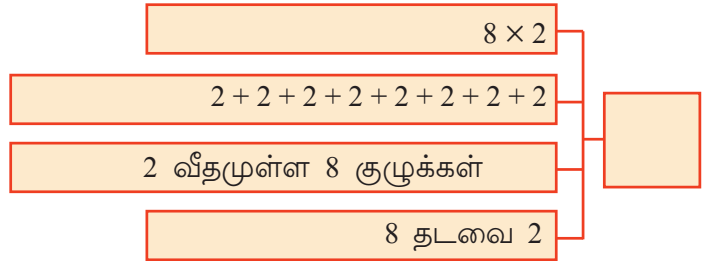 8 × 2
2 + 2 + 2 + 2 + 2 + 2 + 2 + 2
2 வீதமுள்ள 8 குழுக்கள்
8 தடவை 2